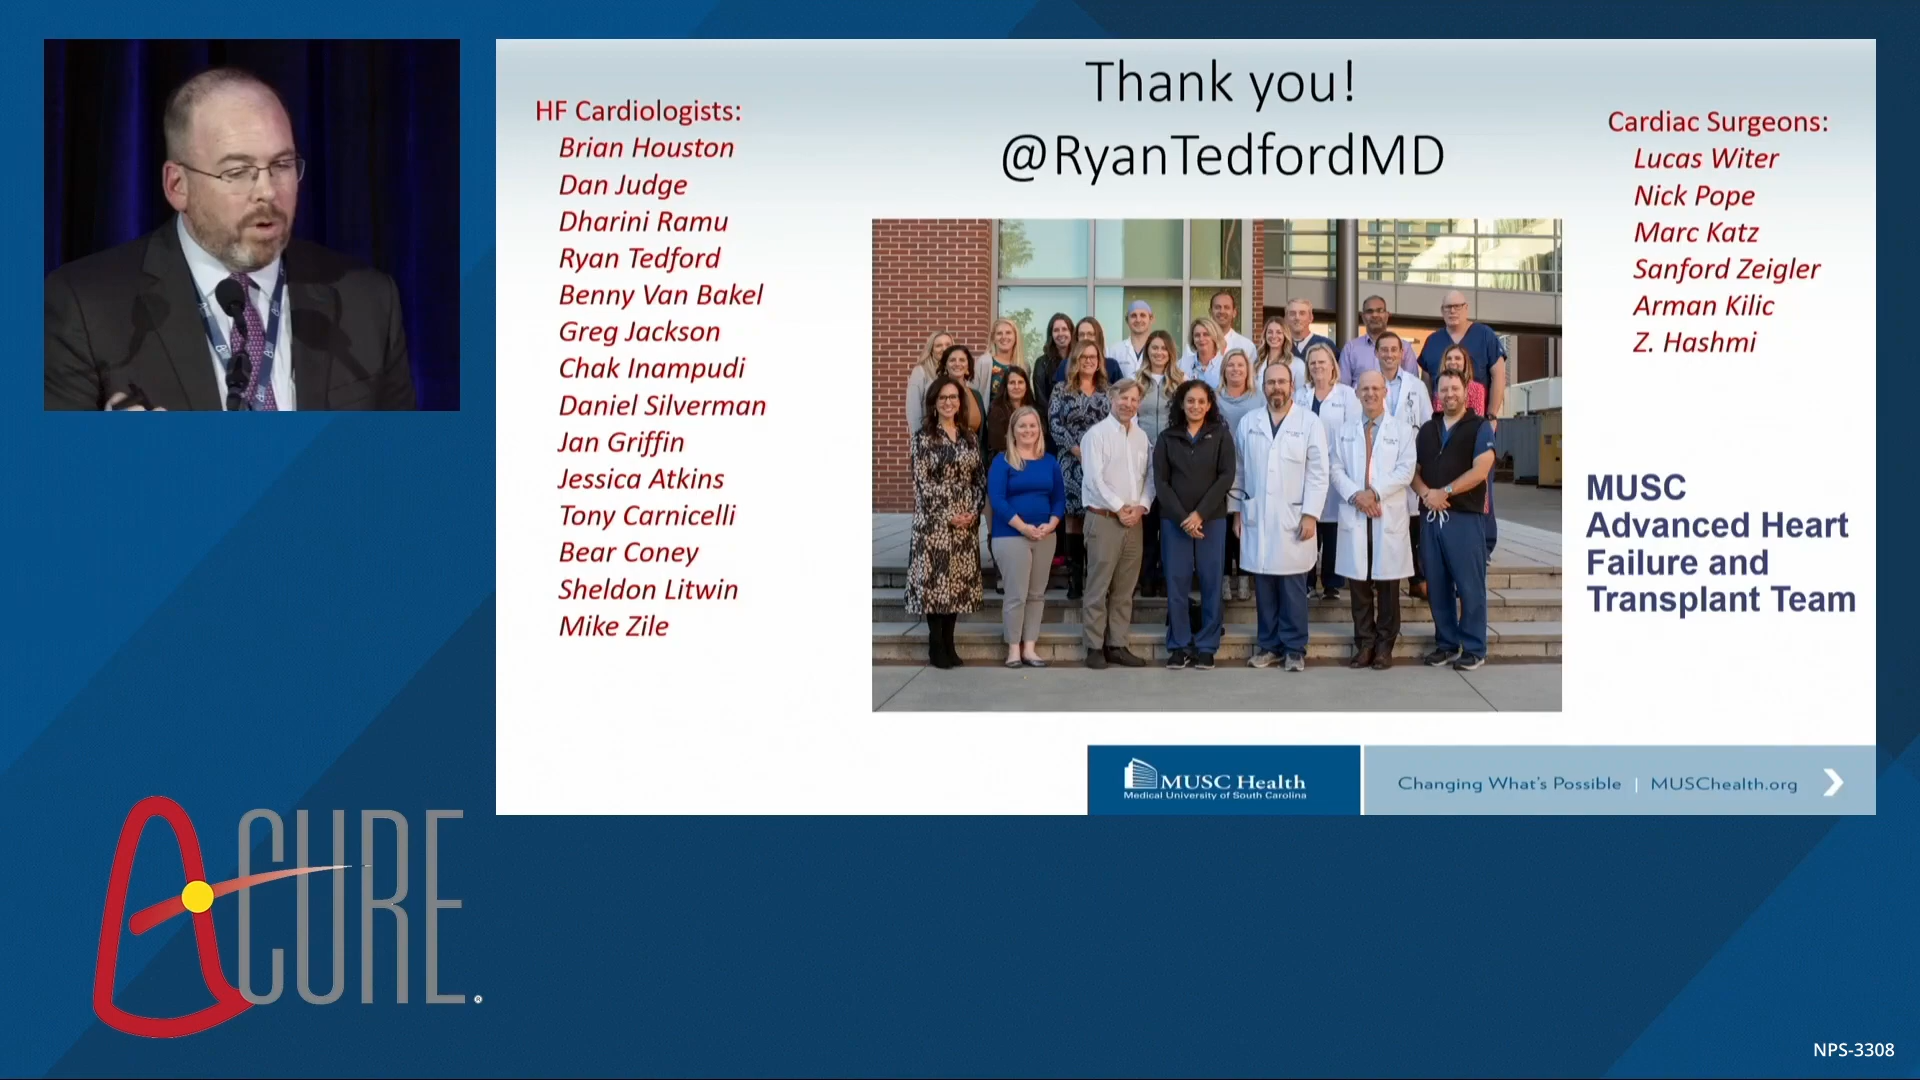 Thank you!
@RyanTedfordMD
HF Cardiologists:
Brian Houston
Dan Judge
Dharini Ramu
Ryan Tedford
Benny Van Bakel
Greg Jackson
Chak Inampudi
Daniel Silverman
Jan Griffin
Jessica Atkins
Tony Carnicelli
Bear Coney
Sheldon Litwin
Mike Zile
Cardiac Surgeons:
Lucas Witer
Nick Pope
Marc Katz
Sanford Zeigler
Arman Kilic
Z. Hashmi
MUSC
Advanced Heart
Failure and
Transplant Team
MUSC Health
Medical University of South Carolina
Changing What's Possible | MUSChealth.org
A-CURE.®
NPS-3308